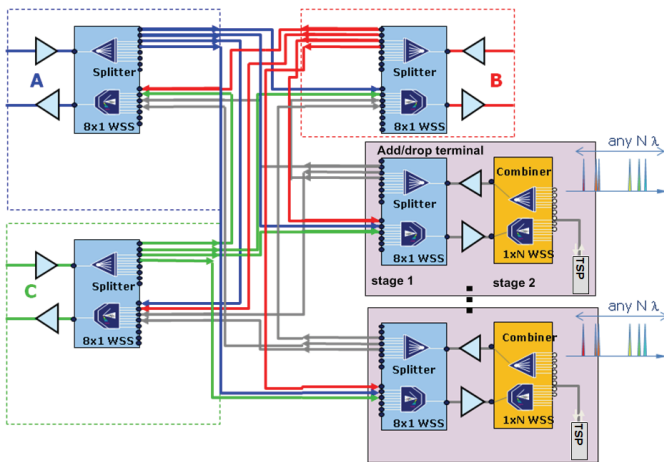 A
Splitter
8x1 WSS
Splitter
B
8x1 WSS
Add/drop terminal
Splitter
8x1 WSS
stage 1
Combiner
1xN WSS
stage 2
any N λ
TSP
C
Splitter
8x1 WSS
Splitter
8x1 WSS
Combiner
1xN WSS
any N λ
TSP